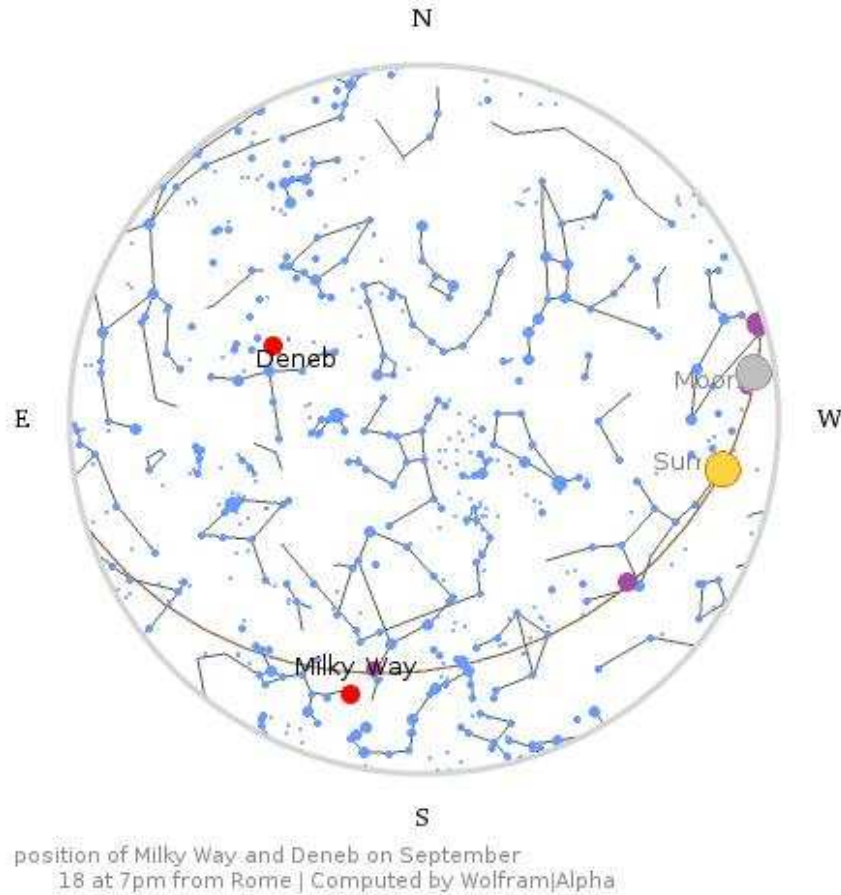 N
Deneb
Moon
E
W
Sun
Milky Way
S
position of Milky Way and Deneb on September
18 at 7pm from Rome | Computed by Wolfram|Alpha